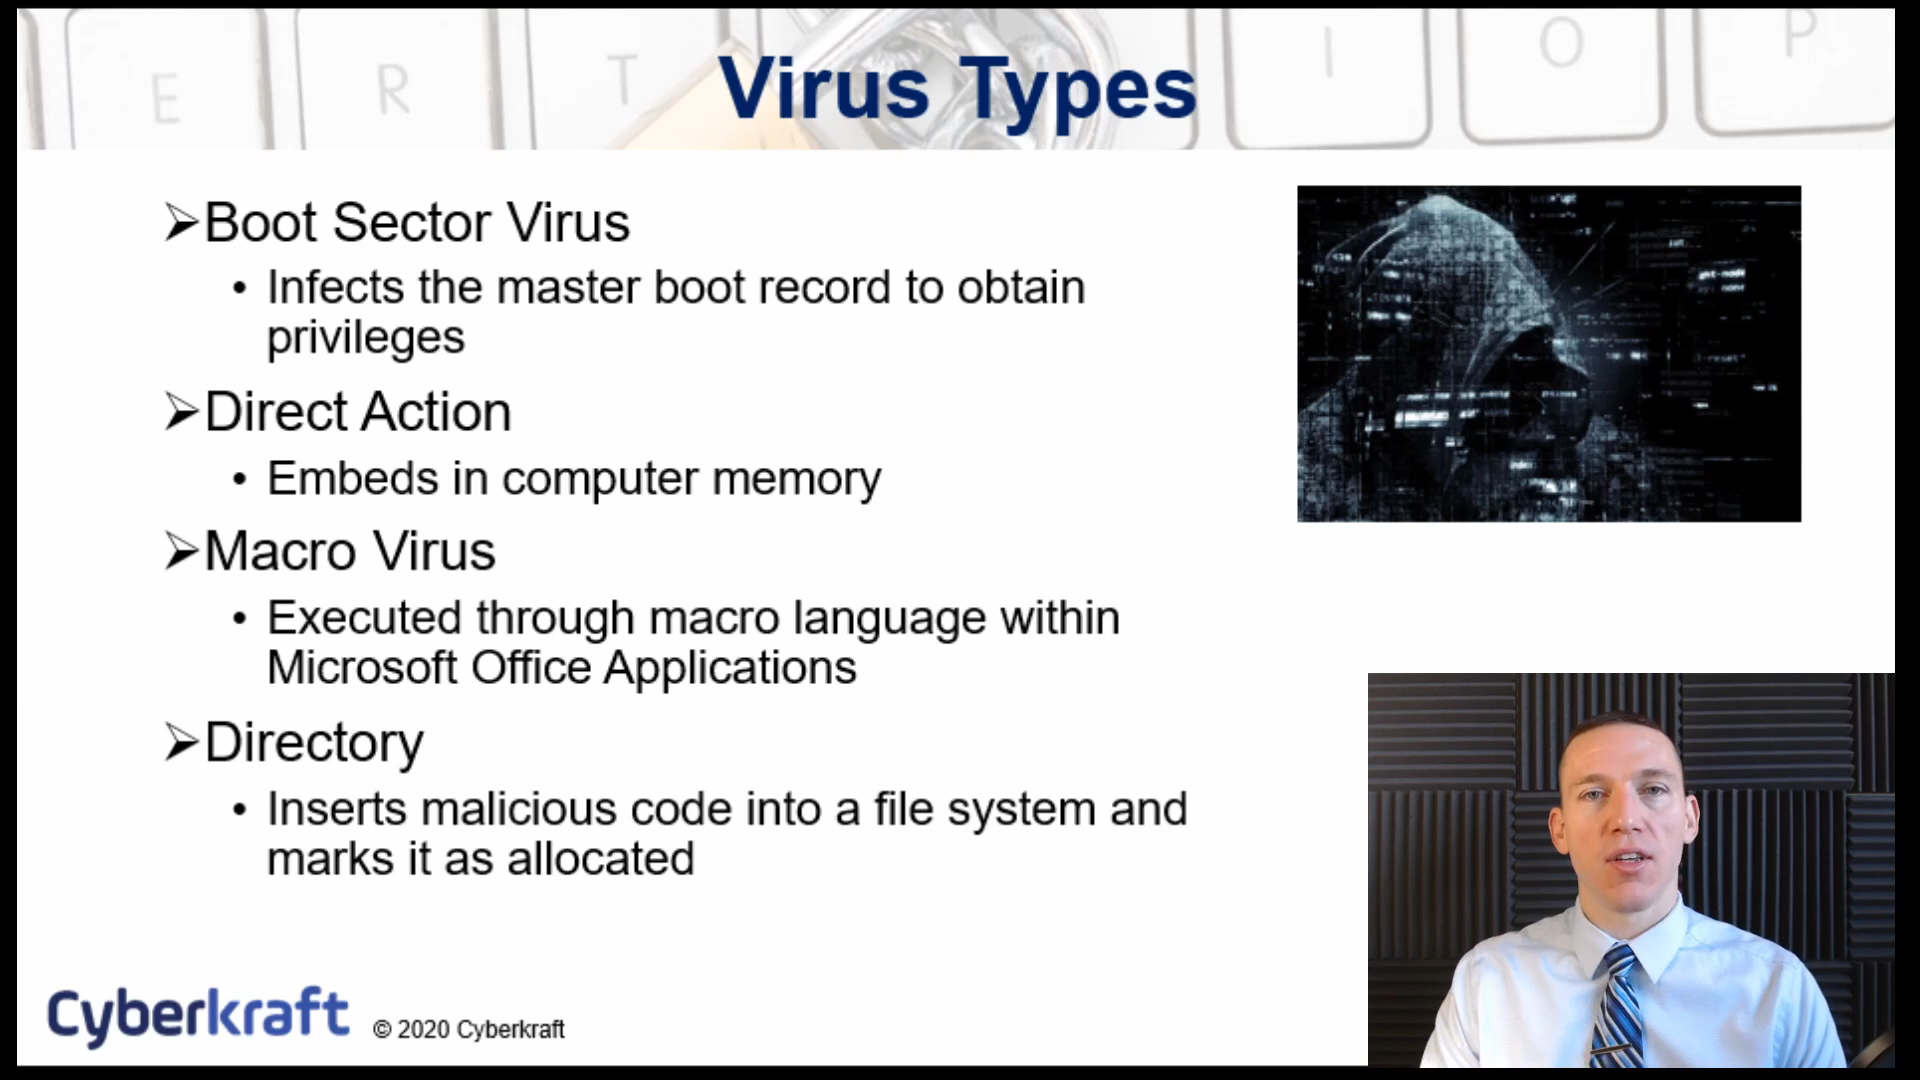 E R T I O P
Virus Types
➢Boot Sector Virus
• Infects the master boot record to obtain
privileges
➢Direct Action
• Embeds in computer memory
➢Macro Virus
• Executed through macro language within
Microsoft Office Applications
➢Directory
• Inserts malicious code into a file system and
marks it as allocated
Cyberkraft © 2020 Cyberkraft